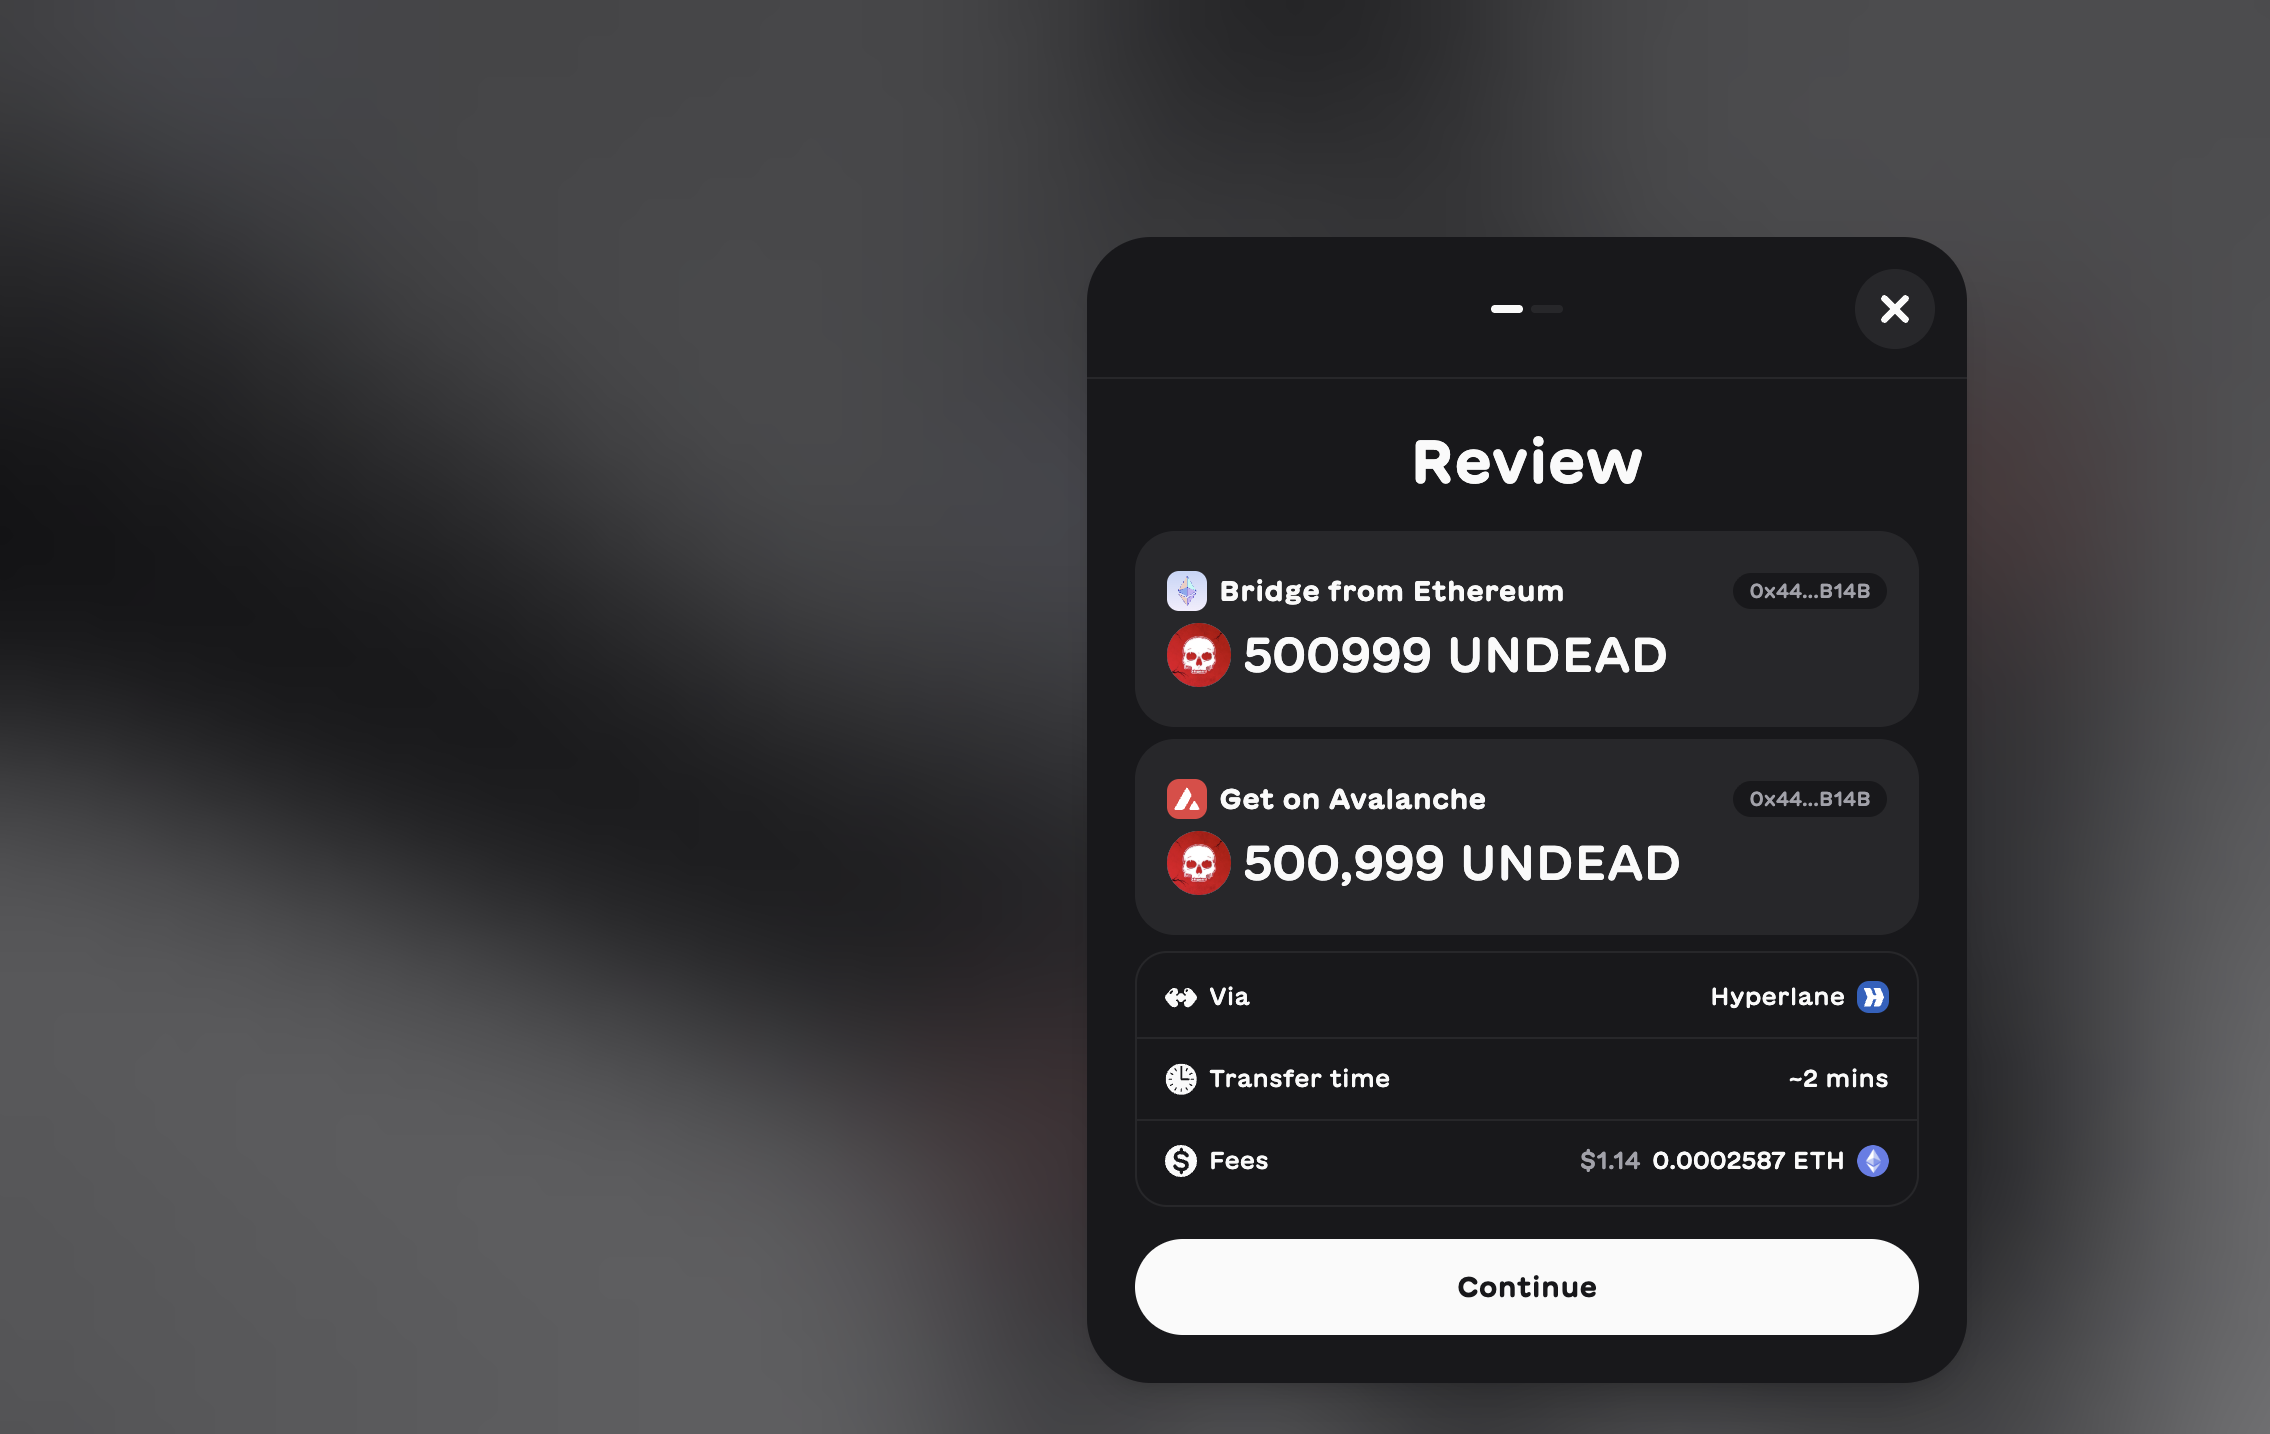 Review
Bridge from Ethereum 0x44...B14B
500999 UNDEAD
Get on Avalanche 0x44...B14B
500,999 UNDEAD
Via Hyperlane
Transfer time ~2 mins
Fees $1.14 0.0002587 ETH
Continue